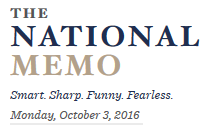 THE
NATIONAL
MEMO
Smart. Sharp. Funny. Fearless.
Monday, October 3, 2016